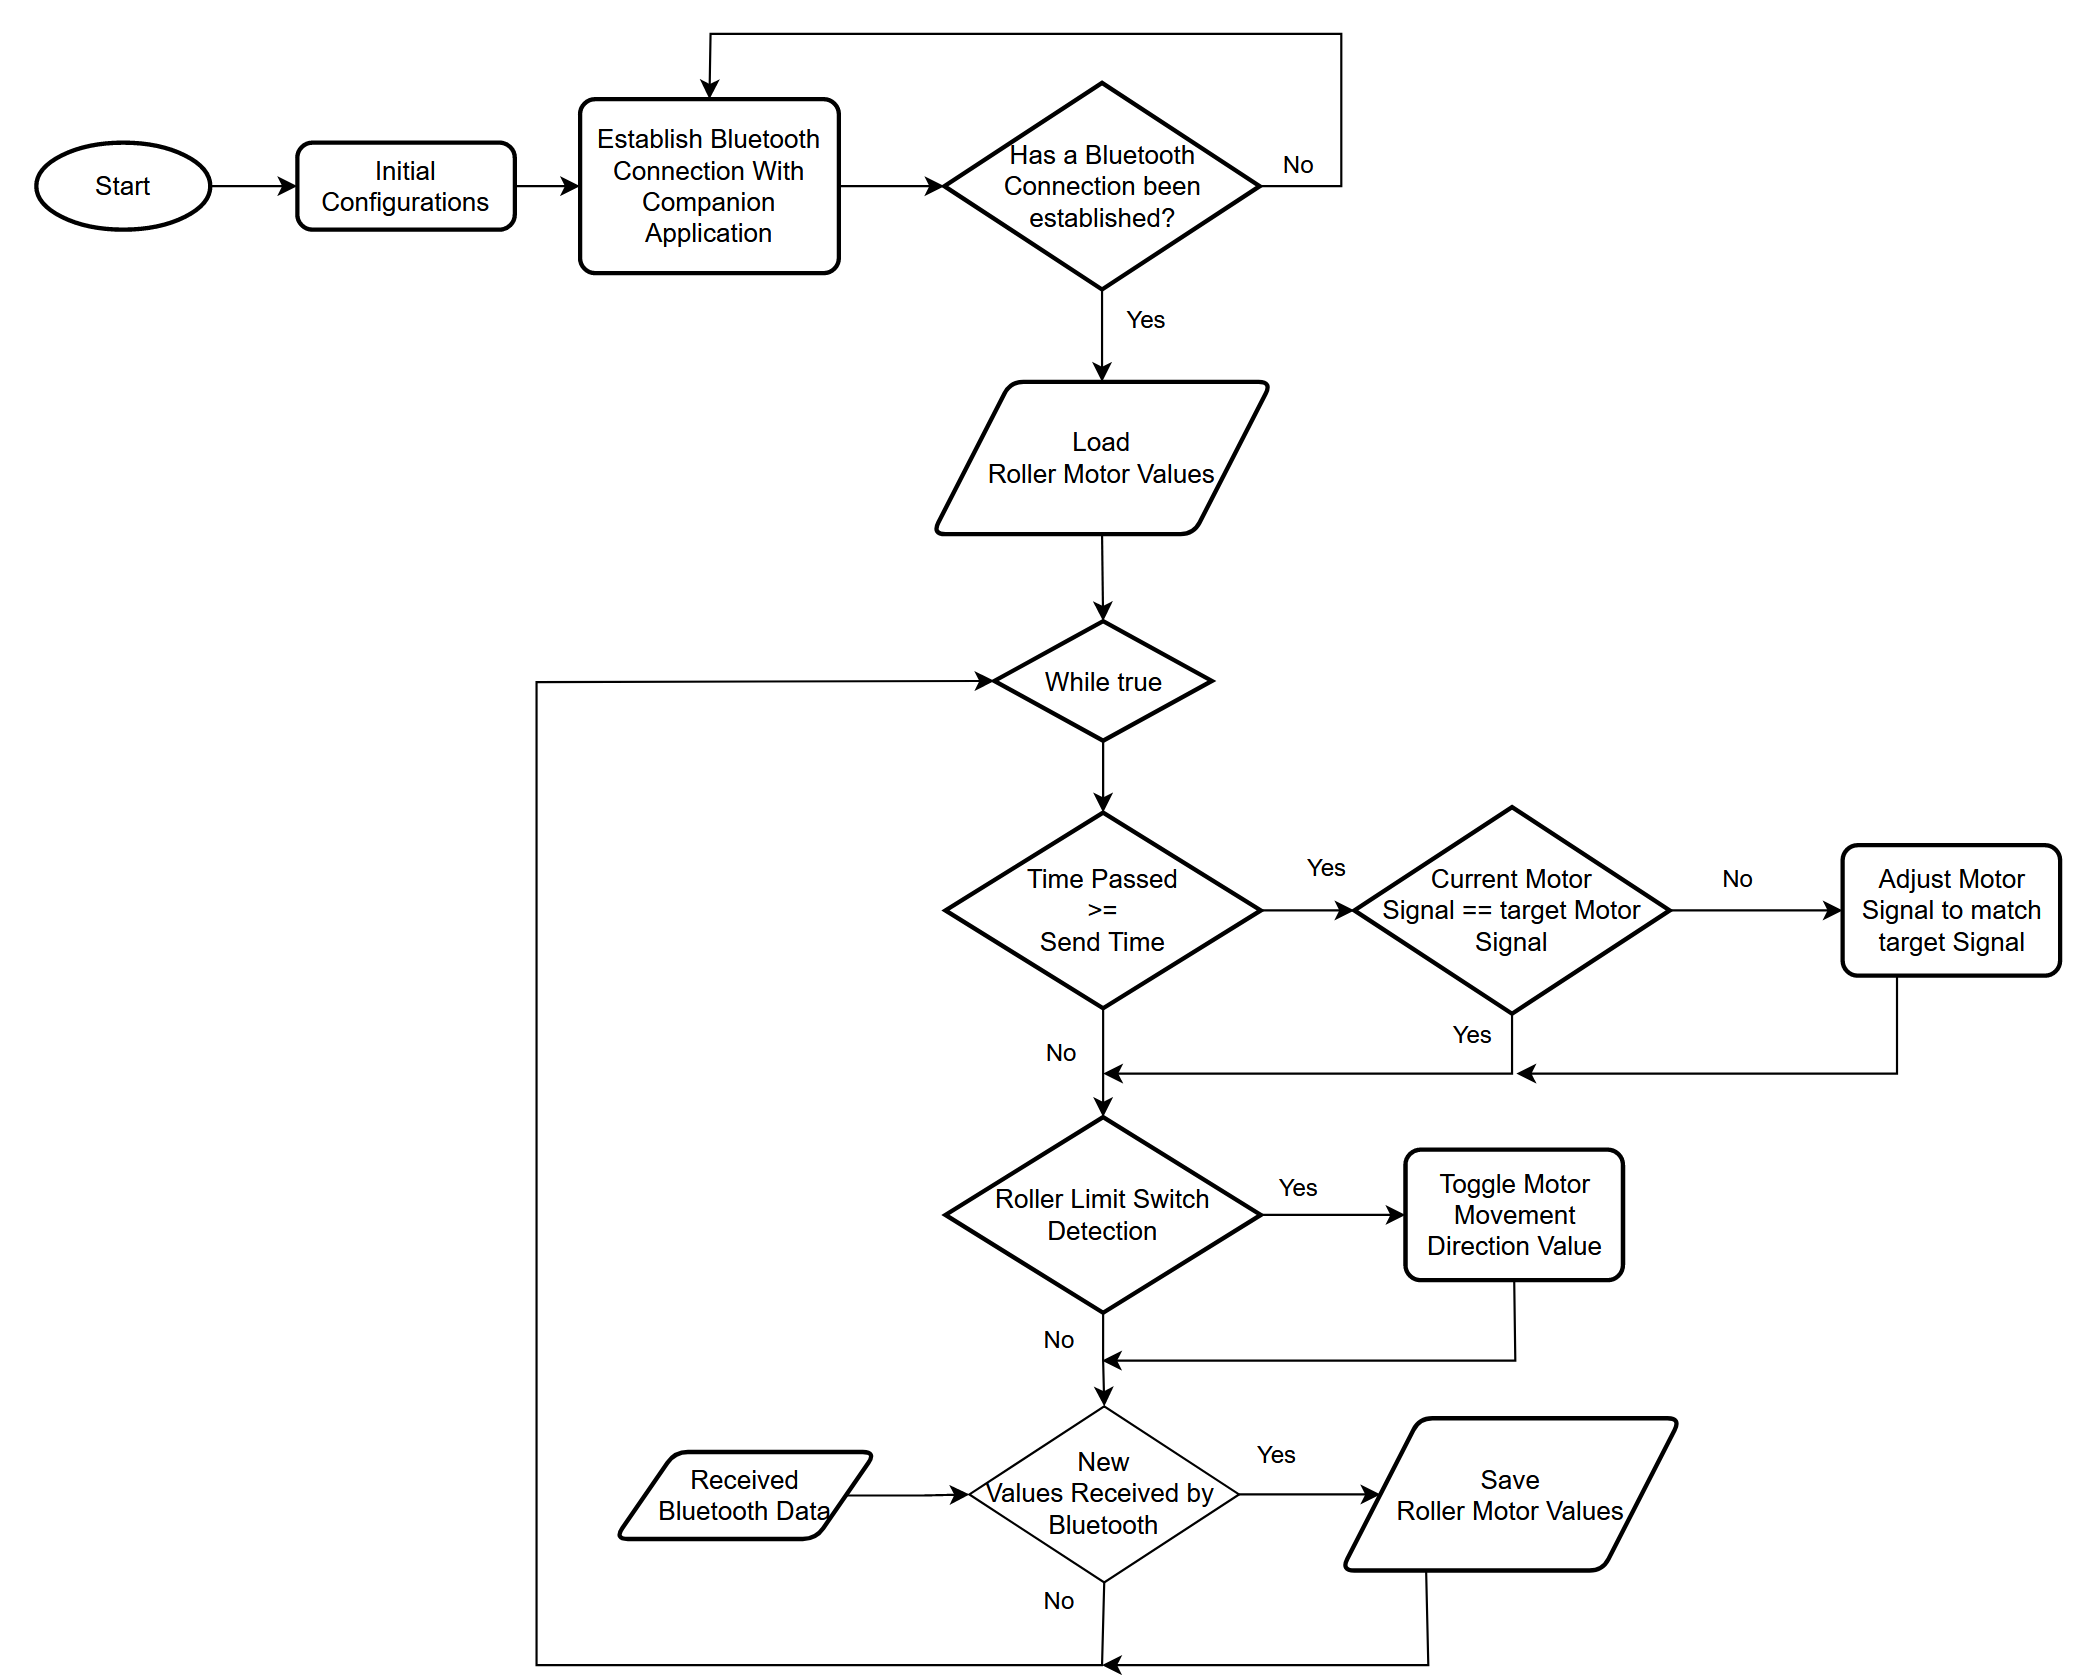 Start
Initial
Configurations
Establish Bluetooth
Connection With
Companion
Application
Has a Bluetooth
Connection been
established?
No
Yes
Load
Roller Motor Values
While true
Time Passed
>=
Send Time
Yes
Current Motor
Signal == target Motor
Signal
No
Adjust Motor
Signal to match
target Signal
Yes
No
Roller Limit Switch
Detection
Yes
Toggle Motor
Movement
Direction Value
No
Received
Bluetooth Data
New
Values Received by
Bluetooth
Yes
Save
Roller Motor Values
No